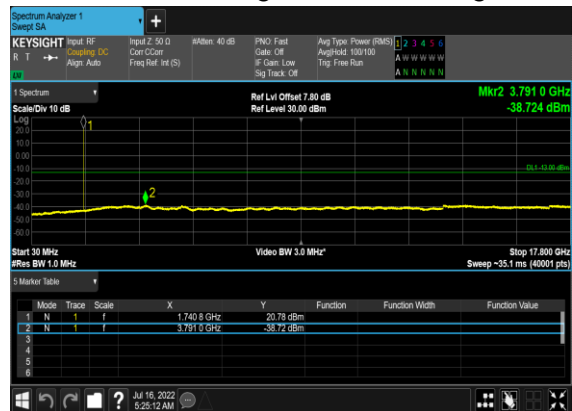 Spectrum Analyzer 1
Swept SA
KEYSIGHT Input: RF Input Z: 50 Ω #Atten: 40 dB PNO: Fast Avg Type: Power (RMS) 1 2 3 4 5 6
R T Coupling: DC Corr CCorr Gate: Off Avg|Hold: 100/100 A W W W W W
Align: Auto Freq Ref: Int (S) IF Gain: Low Trig: Free Run
LW Sig Track: Off A N N N N N
1 Spectrum Ref Lvl Offset 7.80 dB Mkr2 3.791 0 GHz
Scale/Div 10 dB Ref Level 30.00 dBm -38.724 dBm
Log
20.0 1
10.0
0.00
-10.0 DL1 -13.00 dBm
-20.0
-30.0 2
-40.0
-50.0
-60.0
Start 30 MHz Video BW 3.0 MHz* Stop 17.800 GHz
#Res BW 1.0 MHz Sweep ~35.1 ms (40001 pts)
5 Marker Table
Mode Trace Scale X Y Function Function Width Function Value
1 N 1 f 1.740 8 GHz 20.78 dBm
2 N 1 f 3.791 0 GHz -38.72 dBm
3
4
5
6
? Jul 16, 2022
5:25:12 AM